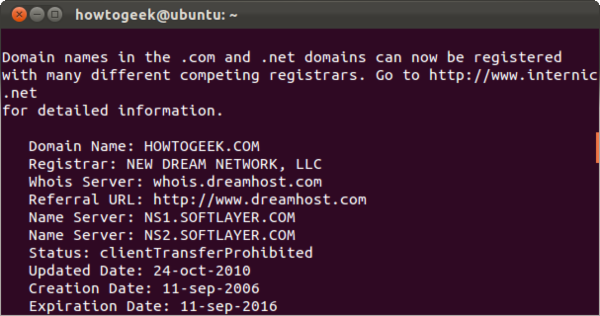 howtogeek@ubuntu: ~
Domain names in the .com and .net domains can now be registered
with many different competing registrars. Go to http://www.internic
.net
for detailed information.
Domain Name: HOWTOGEEK.COM
Registrar: NEW DREAM NETWORK, LLC
Whois Server: whois.dreamhost.com
Referral URL: http://www.dreamhost.com
Name Server: NS1.SOFTLAYER.COM
Name Server: NS2.SOFTLAYER.COM
Status: clientTransferProhibited
Updated Date: 24-oct-2010
Creation Date: 11-sep-2006
Expiration Date: 11-sep-2016